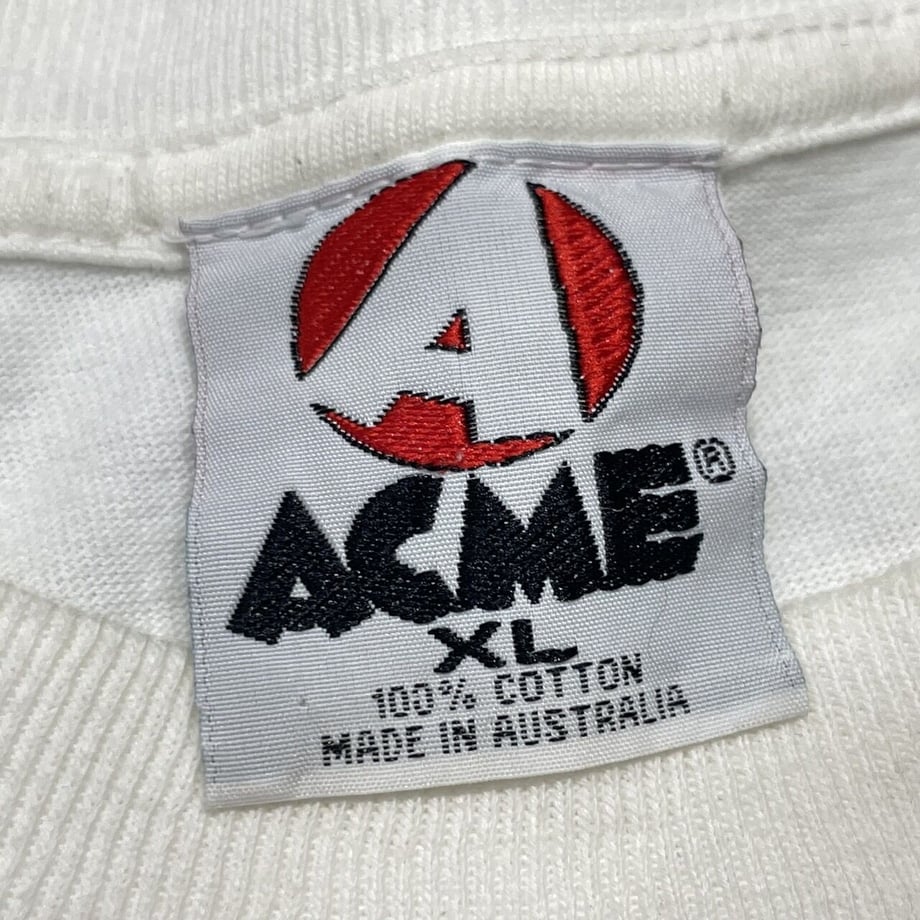 A
ACME®
XL
100% COTTON
MADE IN AUSTRALIA